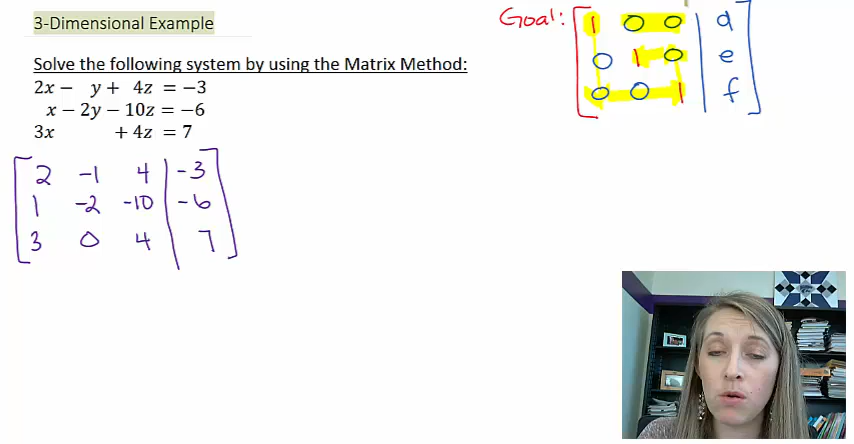 3-Dimensional Example
Goal: [ 1 0 0 | d ]
[ 0 1 0 | e ]
[ 0 0 1 | f ]
Solve the following system by using the Matrix Method:
2x − y + 4z = −3
x − 2y − 10z = −6
3x + 4z = 7
[ 2 -1 4 | -3 ]
[ 1 -2 -10 | -6 ]
[ 3 0 4 | 7 ]